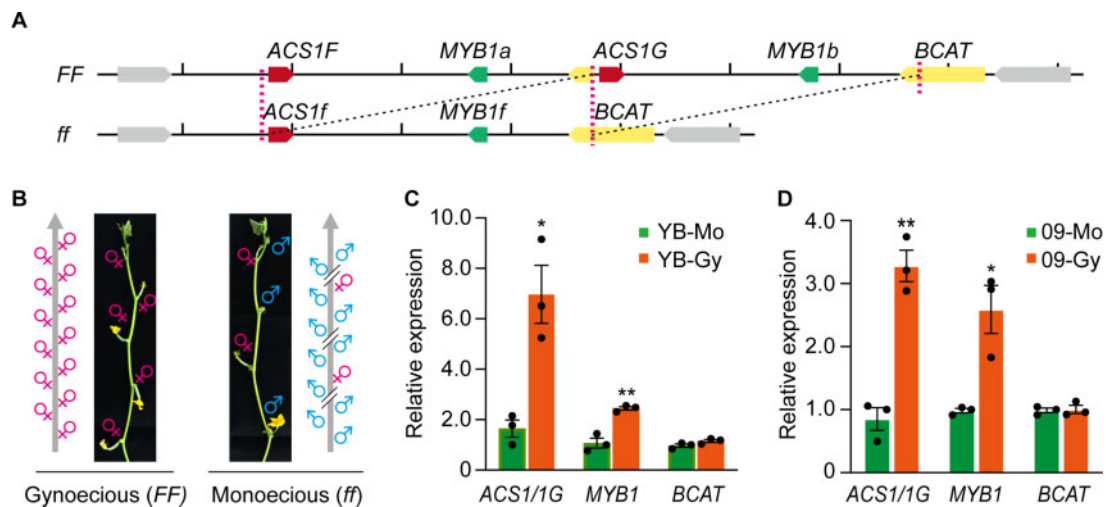 A
ACS1F MYB1a ACS1G MYB1b BCAT
FF
ACS1f MYB1f BCAT
ff
B
Gynoecious (FF) Monoecious (ff)
C
Relative expression
10.0
8.0
6.0
4.0
2.0
0.0
YB-Mo
YB-Gy
*
**
ACS1/1G MYB1 BCAT
D
Relative expression
4.0
3.0
2.0
1.0
0
09-Mo
09-Gy
**
*
ACS1/1G MYB1 BCAT